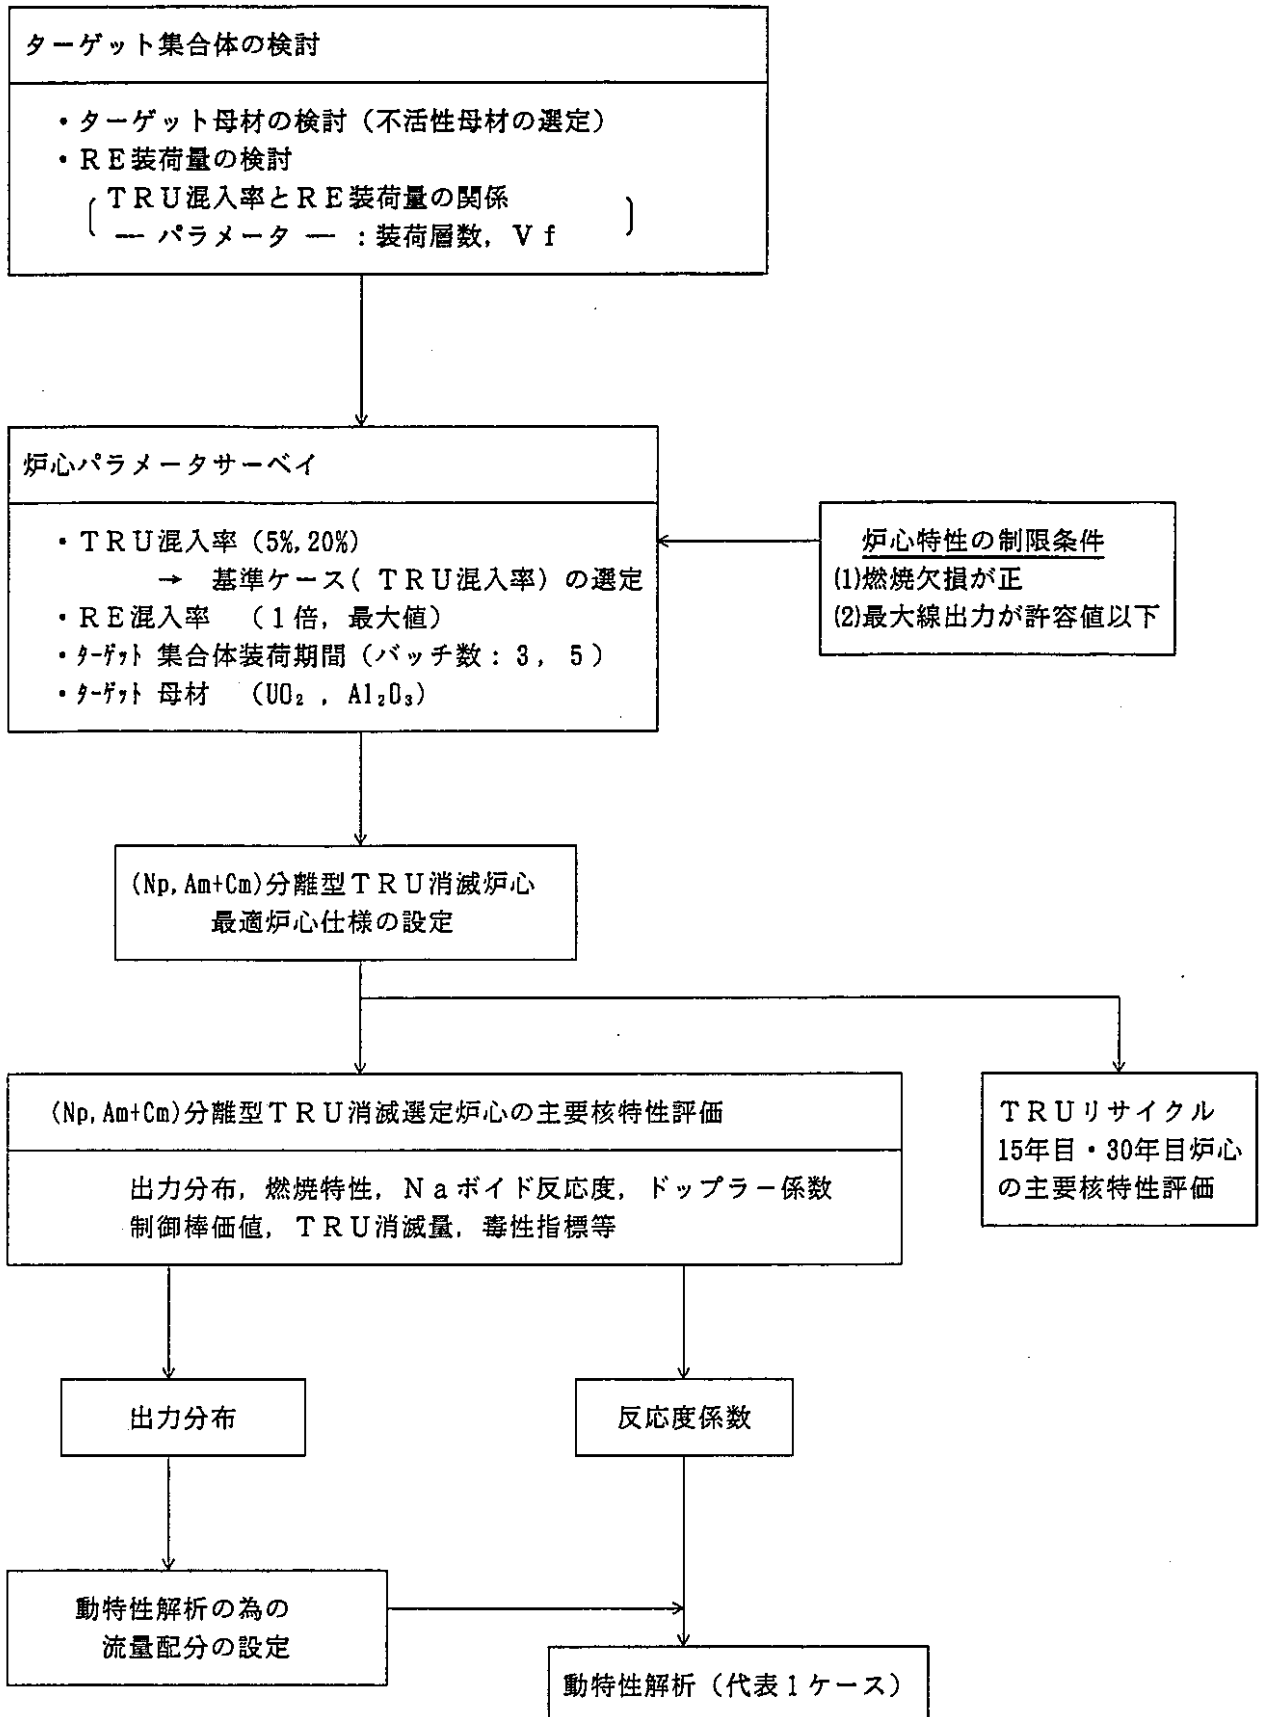 ターゲット集合体の検討
・ターゲット母材の検討（不活性母材の選定）
・ＲＥ装荷量の検討
ＴＲＵ混入率とＲＥ装荷量の関係
― パラメータ ― ：装荷層数，Ｖｆ
炉心パラメータサーベイ
・ＴＲＵ混入率（5%,20%）
→ 基準ケース（ＴＲＵ混入率）の選定
・ＲＥ混入率 （１倍，最大値）
・ﾀｰｹﾞｯﾄ 集合体装荷期間（バッチ数：３，５）
・ﾀｰｹﾞｯﾄ 母材 （UO₂ , Al₂O₃）
炉心特性の制限条件
(1)燃焼欠損が正
(2)最大線出力が許容値以下
(Np,Am+Cm)分離型ＴＲＵ消滅炉心
最適炉心仕様の設定
(Np,Am+Cm)分離型ＴＲＵ消滅選定炉心の主要核特性評価
出力分布，燃焼特性，Ｎａボイド反応度，ドップラー係数
制御棒価値，ＴＲＵ消滅量，毒性指標等
ＴＲＵリサイクル
15年目・30年目炉心
の主要核特性評価
出力分布
反応度係数
動特性解析の為の
流量配分の設定
動特性解析（代表１ケース）